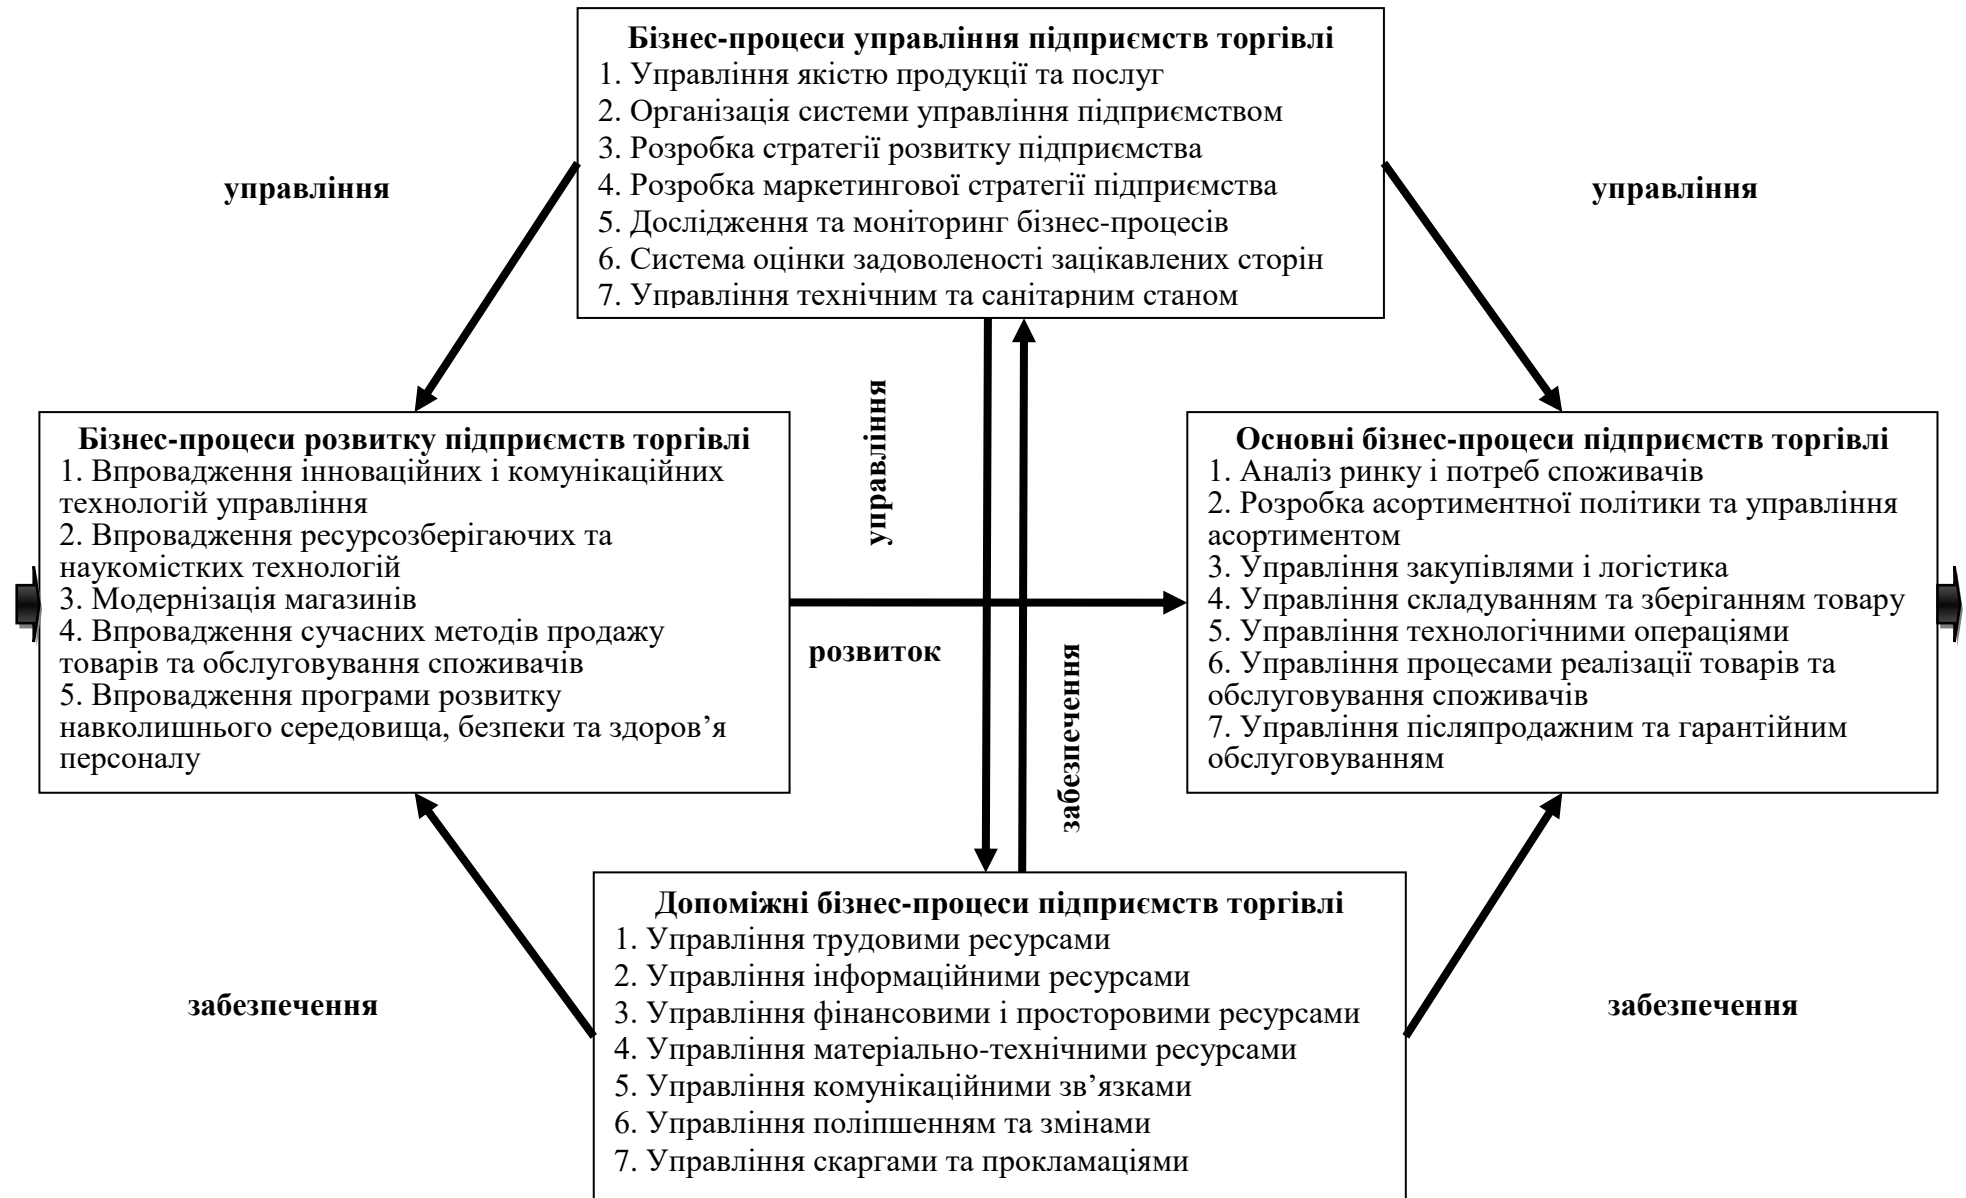 Бізнес-процеси управління підприємств торгівлі
1. Управління якістю продукції та послуг
2. Організація системи управління підприємством
3. Розробка стратегії розвитку підприємства
4. Розробка маркетингової стратегії підприємства
5. Дослідження та моніторинг бізнес-процесів
6. Система оцінки задоволеності зацікавлених сторін
7. Управління технічним та санітарним станом
управління
управління
управління
Бізнес-процеси розвитку підприємств торгівлі
1. Впровадження інноваційних і комунікаційних
технологій управління
2. Впровадження ресурсозберігаючих та
наукомістких технологій
3. Модернізація магазинів
4. Впровадження сучасних методів продажу
товарів та обслуговування споживачів
5. Впровадження програми розвитку
навколишнього середовища, безпеки та здоров’я
персоналу
розвиток
забезпечення
Основні бізнес-процеси підприємств торгівлі
1. Аналіз ринку і потреб споживачів
2. Розробка асортиментної політики та управління
асортиментом
3. Управління закупівлями і логістика
4. Управління складуванням та зберіганням товару
5. Управління технологічними операціями
6. Управління процесами реалізації товарів та
обслуговування споживачів
7. Управління післяпродажним та гарантійним
обслуговуванням
забезпечення
забезпечення
Допоміжні бізнес-процеси підприємств торгівлі
1. Управління трудовими ресурсами
2. Управління інформаційними ресурсами
3. Управління фінансовими і просторовими ресурсами
4. Управління матеріально-технічними ресурсами
5. Управління комунікаційними зв’язками
6. Управління поліпшенням та змінами
7. Управління скаргами та прокламаціями